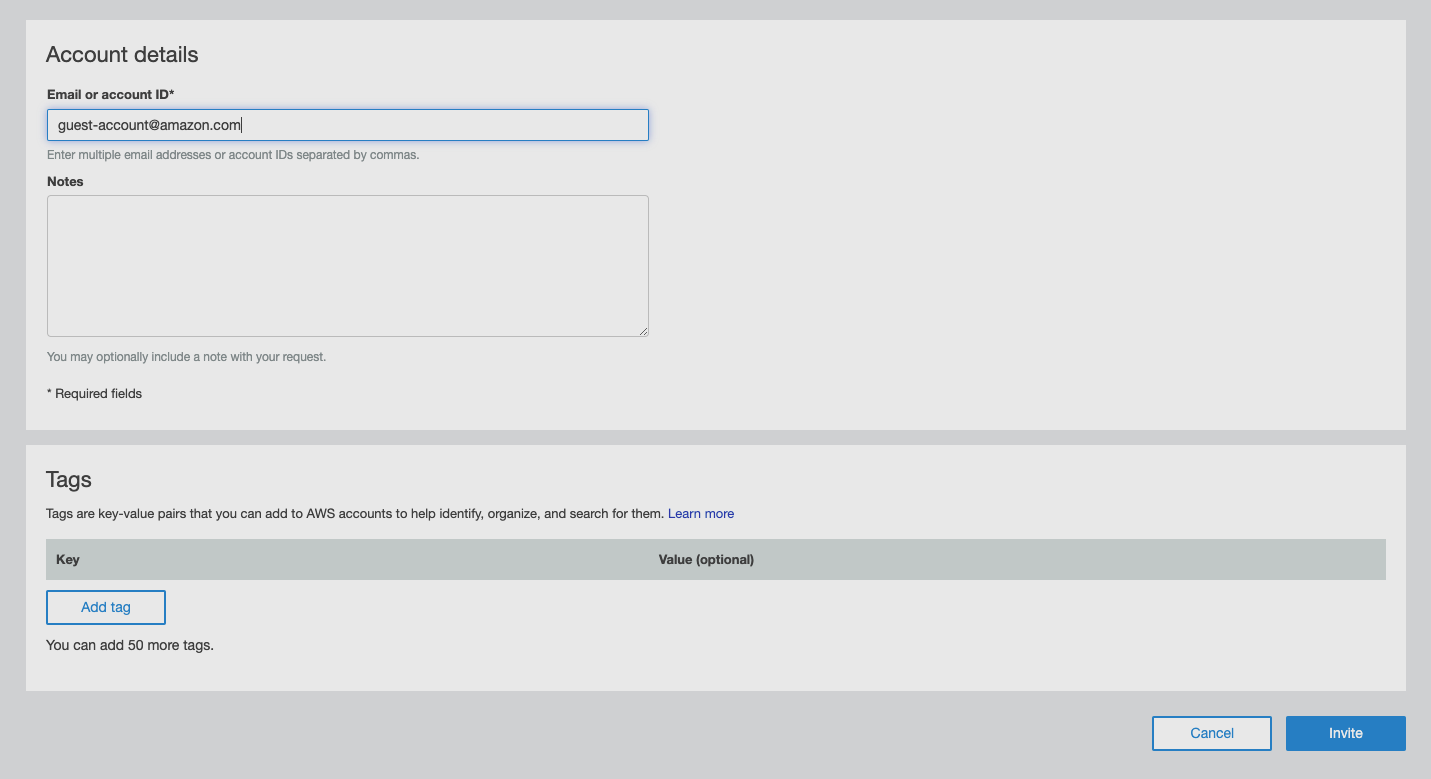 Account details
Email or account ID*
guest-account@amazon.com
Enter multiple email addresses or account IDs separated by commas.
Notes
You may optionally include a note with your request.
* Required fields
Tags
Tags are key-value pairs that you can add to AWS accounts to help identify, organize, and search for them. Learn more
Key Value (optional)
Add tag
You can add 50 more tags.
Cancel Invite